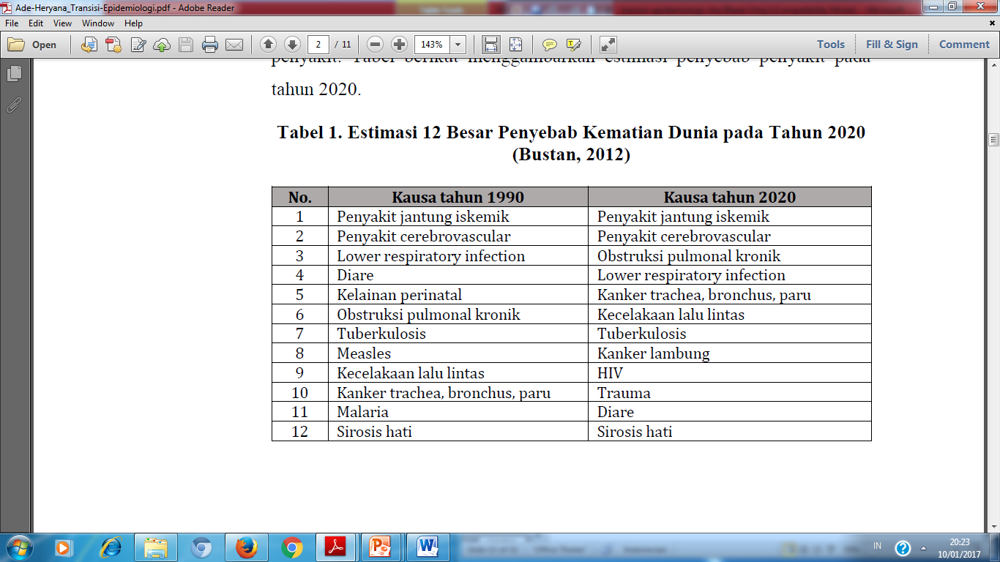 Ade-Heryana_Transisi-Epidemiologi.pdf - Adobe Reader
File Edit View Window Help
Open 2 / 11 143% Tools Fill & Sign Comment
penyakit. Tabel berikut menggambarkan estimasi penyebab penyakit pada
tahun 2020.
Tabel 1. Estimasi 12 Besar Penyebab Kematian Dunia pada Tahun 2020
(Bustan, 2012)
No. Kausa tahun 1990 Kausa tahun 2020
1 Penyakit jantung iskemik Penyakit jantung iskemik
2 Penyakit cerebrovascular Penyakit cerebrovascular
3 Lower respiratory infection Obstruksi pulmonal kronik
4 Diare Lower respiratory infection
5 Kelainan perinatal Kanker trachea, bronchus, paru
6 Obstruksi pulmonal kronik Kecelakaan lalu lintas
7 Tuberkulosis Tuberkulosis
8 Measles Kanker lambung
9 Kecelakaan lalu lintas HIV
10 Kanker trachea, bronchus, paru Trauma
11 Malaria Diare
12 Sirosis hati Sirosis hati
IN 20:23
10/01/2017